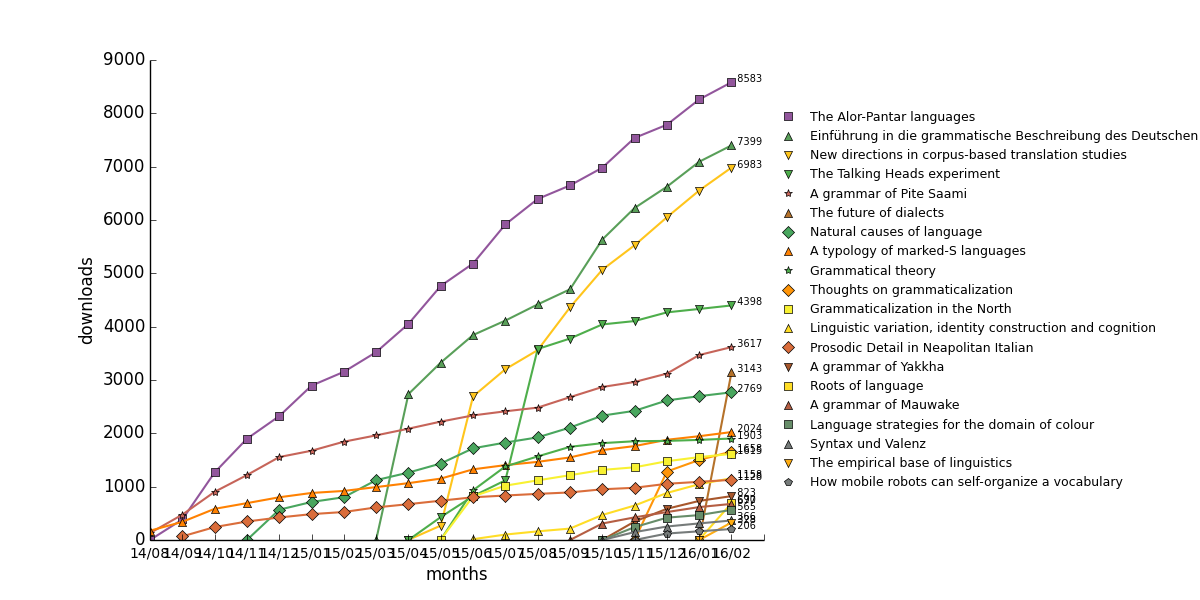 9000
8000
7000
6000
5000
4000
3000
2000
1000
0
downloads
14/08 14/09 14/10 14/11 14/12 15/01 15/02 15/03 15/04 15/05 15/06 15/07 15/08 15/09 15/10 15/11 15/12 16/01 16/02
months
8583
7399
6983
4398
3617
3143
2769
2024
1903
1658
1158
823
565
366
206
The Alor-Pantar languages
Einführung in die grammatische Beschreibung des Deutschen
New directions in corpus-based translation studies
The Talking Heads experiment
A grammar of Pite Saami
The future of dialects
Natural causes of language
A typology of marked-S languages
Grammatical theory
Thoughts on grammaticalization
Grammaticalization in the North
Linguistic variation, identity construction and cognition
Prosodic Detail in Neapolitan Italian
A grammar of Yakkha
Roots of language
A grammar of Mauwake
Language strategies for the domain of colour
Syntax und Valenz
The empirical base of linguistics
How mobile robots can self-organize a vocabulary